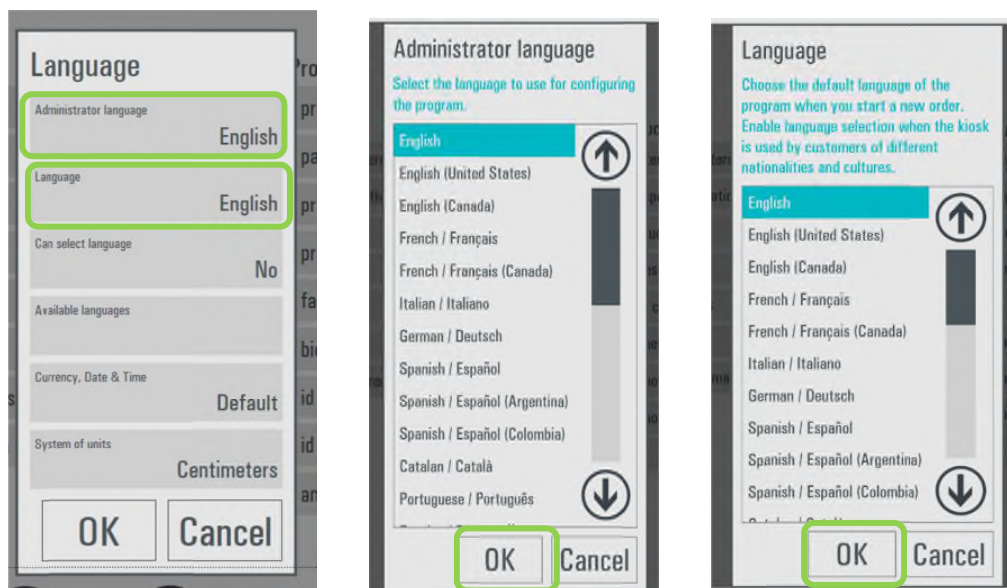 Language
Administrator language
English
Language
English
Can select language
No
Available languages
Currency, Date & Time
Default
System of units
Centimeters
OK
Cancel
Administrator language
Select the language to use for configuring
the program.
English
English (United States)
English (Canada)
French / Français
French / Français (Canada)
Italian / Italiano
German / Deutsch
Spanish / Español
Spanish / Español (Argentina)
Spanish / Español (Colombia)
Catalan / Català
Portuguese / Português
OK
Cancel
Language
Choose the default language of the
program when you start a new order.
Enable language selection when the kiosk
is used by customers of different
nationalities and cultures.
English
English (United States)
English (Canada)
French / Français
French / Français (Canada)
Italian / Italiano
German / Deutsch
Spanish / Español
Spanish / Español (Argentina)
Spanish / Español (Colombia)
OK
Cancel